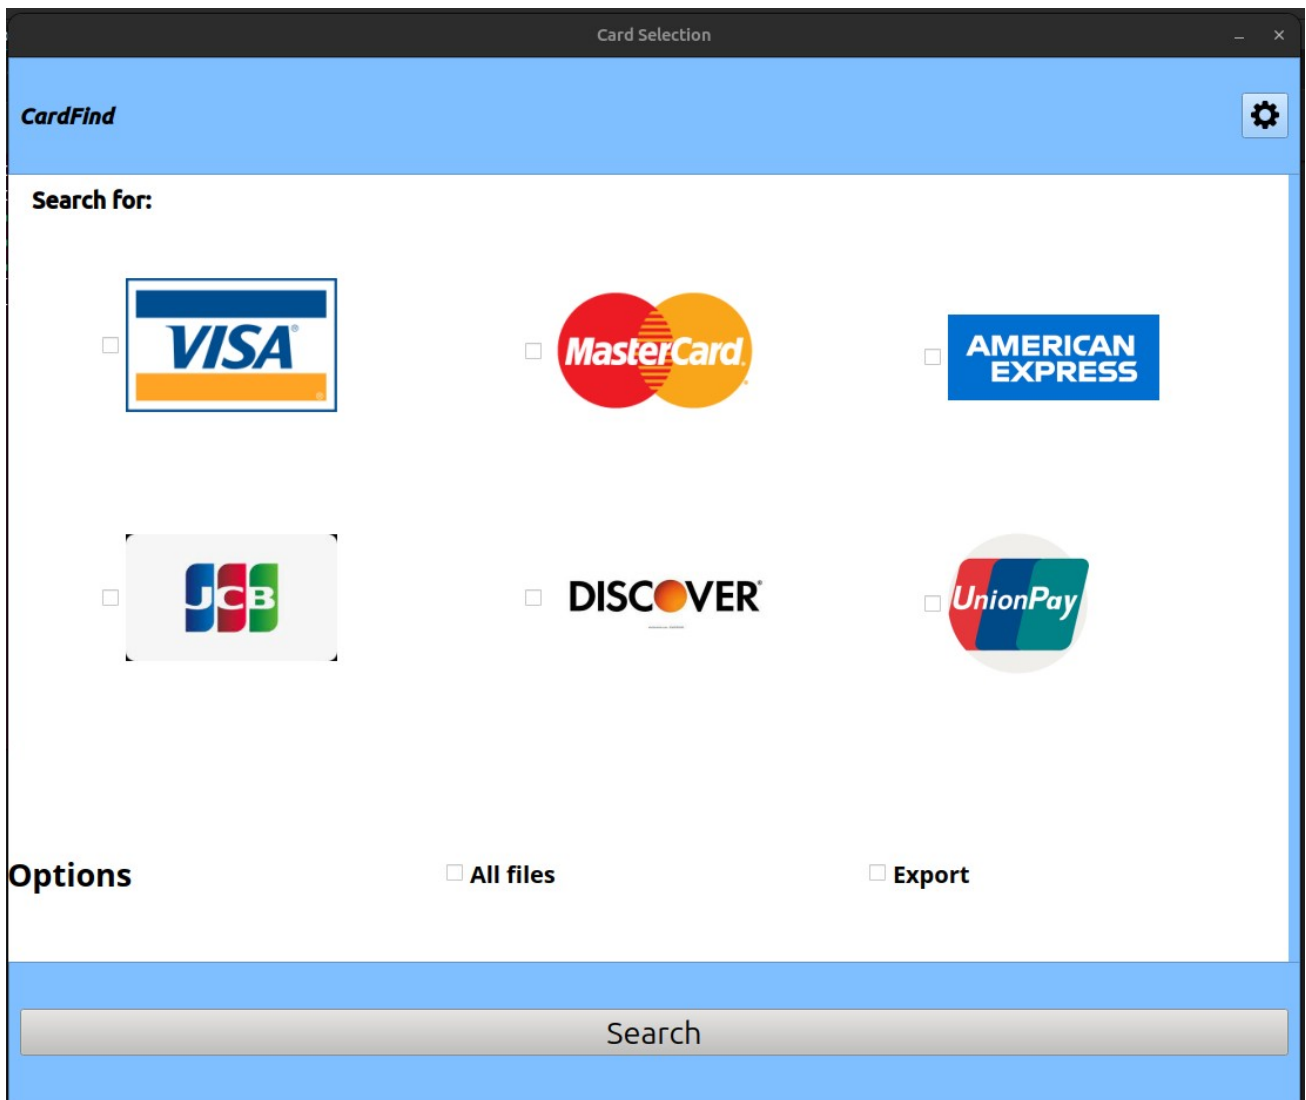 Card Selection
CardFind
Search for:
VISA
MasterCard
AMERICAN
EXPRESS
JCB
DISCOVER
UnionPay
Options
All files
Export
Search